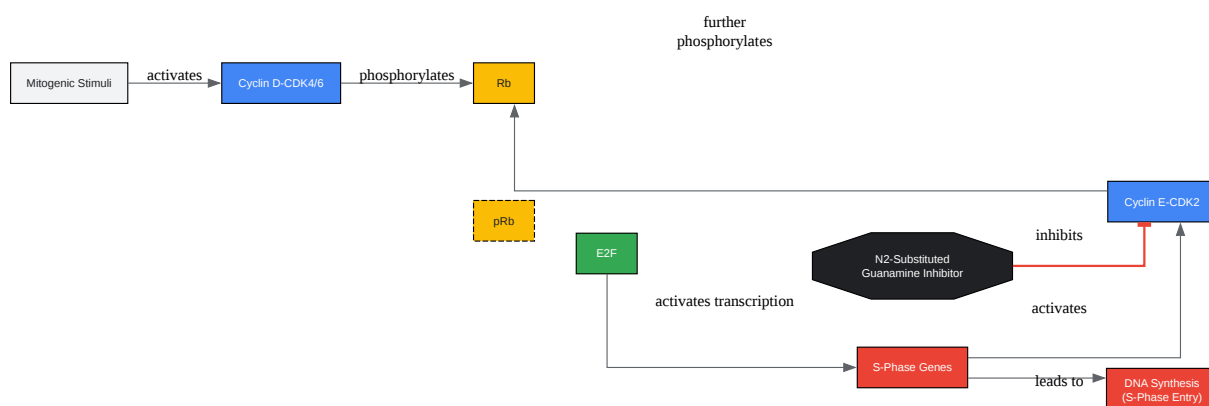 further
phosphorylates
Mitogenic Stimuli
activates
Cyclin D-CDK4/6
phosphorylates
Rb
pRb
Cyclin E-CDK2
E2F
inhibits
N2-Substituted
Guanamine Inhibitor
activates transcription
activates
S-Phase Genes
leads to
DNA Synthesis
(S-Phase Entry)